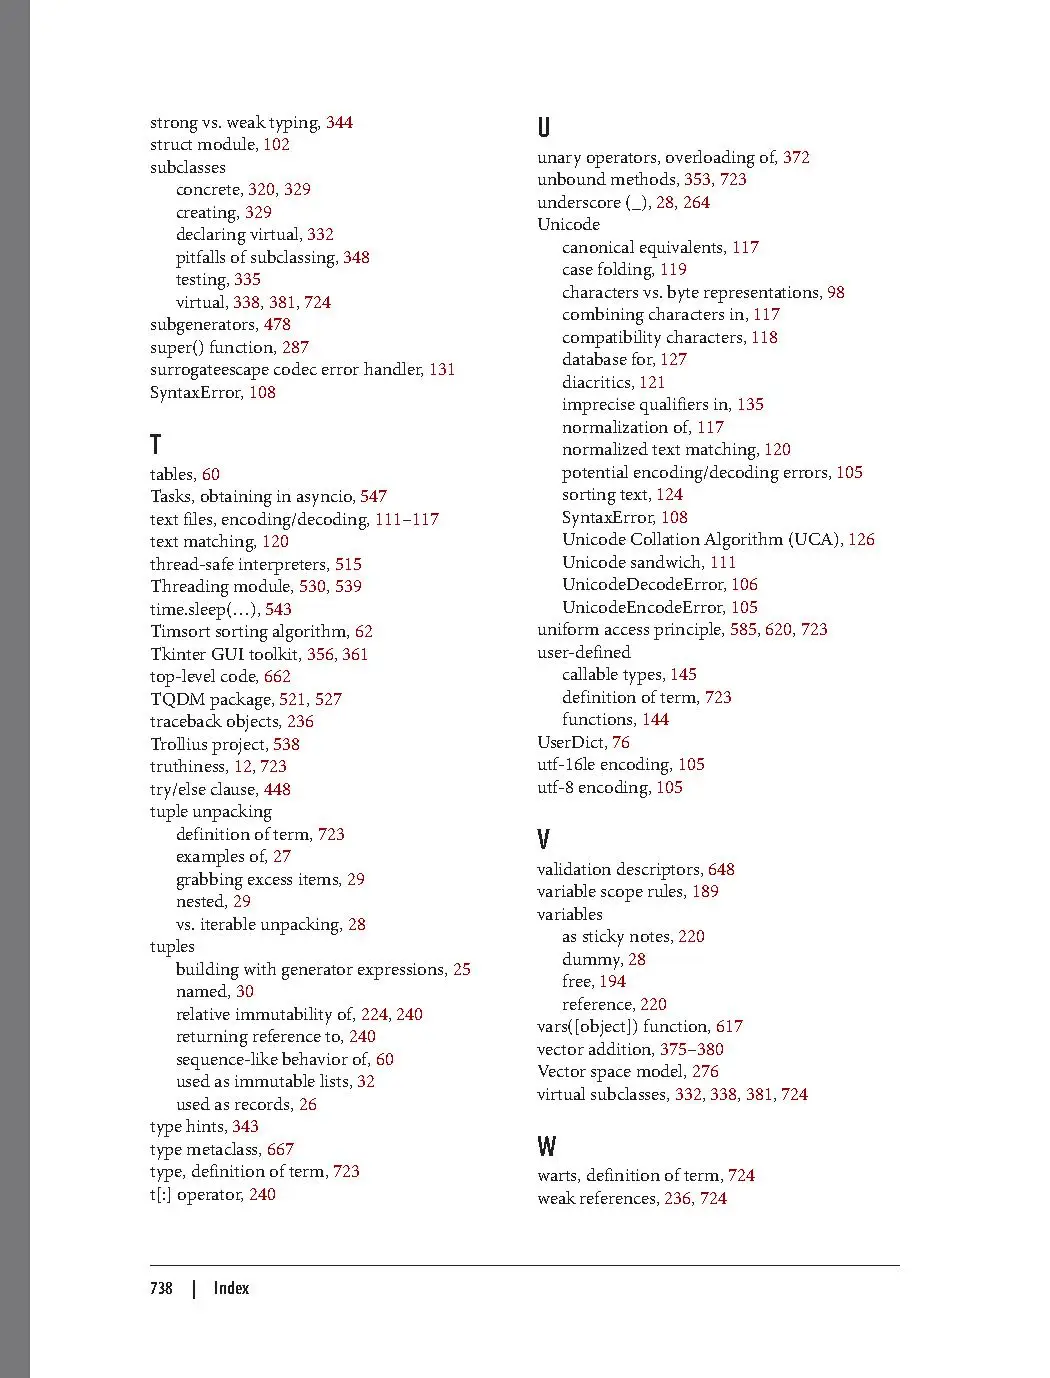 strong vs. weak typing, 344
struct module, 102
subclasses
concrete, 320, 329
creating, 329
declaring virtual, 332
pitfalls of subclassing, 348
testing, 335
virtual, 338, 381, 724
subgenerators, 478
super() function, 287
surrogateescape codec error handler, 131
SyntaxError, 108
T
tables, 60
Tasks, obtaining in asyncio, 547
text files, encoding/decoding, 111–117
text matching, 120
thread-safe interpreters, 515
Threading module, 530, 539
time.sleep(…), 543
Timsort sorting algorithm, 62
Tkinter GUI toolkit, 356, 361
top-level code, 662
TQDM package, 521, 527
traceback objects, 236
Trollius project, 538
truthiness, 12, 723
try/else clause, 448
tuple unpacking
definition of term, 723
examples of, 27
grabbing excess items, 29
nested, 29
vs. iterable unpacking, 28
tuples
building with generator expressions, 25
named, 30
relative immutability of, 224, 240
returning reference to, 240
sequence-like behavior of, 60
used as immutable lists, 32
used as records, 26
type hints, 343
type metaclass, 667
type, definition of term, 723
t[:] operator, 240
U
unary operators, overloading of, 372
unbound methods, 353, 723
underscore (_), 28, 264
Unicode
canonical equivalents, 117
case folding, 119
characters vs. byte representations, 98
combining characters in, 117
compatibility characters, 118
database for, 127
diacritics, 121
imprecise qualifiers in, 135
normalization of, 117
normalized text matching, 120
potential encoding/decoding errors, 105
sorting text, 124
SyntaxError, 108
Unicode Collation Algorithm (UCA), 126
Unicode sandwich, 111
UnicodeDecodeError, 106
UnicodeEncodeError, 105
uniform access principle, 585, 620, 723
user-defined
callable types, 145
definition of term, 723
functions, 144
UserDict, 76
utf-16le encoding, 105
utf-8 encoding, 105
V
validation descriptors, 648
variable scope rules, 189
variables
as sticky notes, 220
dummy, 28
free, 194
reference, 220
vars([object]) function, 617
vector addition, 375–380
Vector space model, 276
virtual subclasses, 332, 338, 381, 724
W
warts, definition of term, 724
weak references, 236, 724
738 | Index